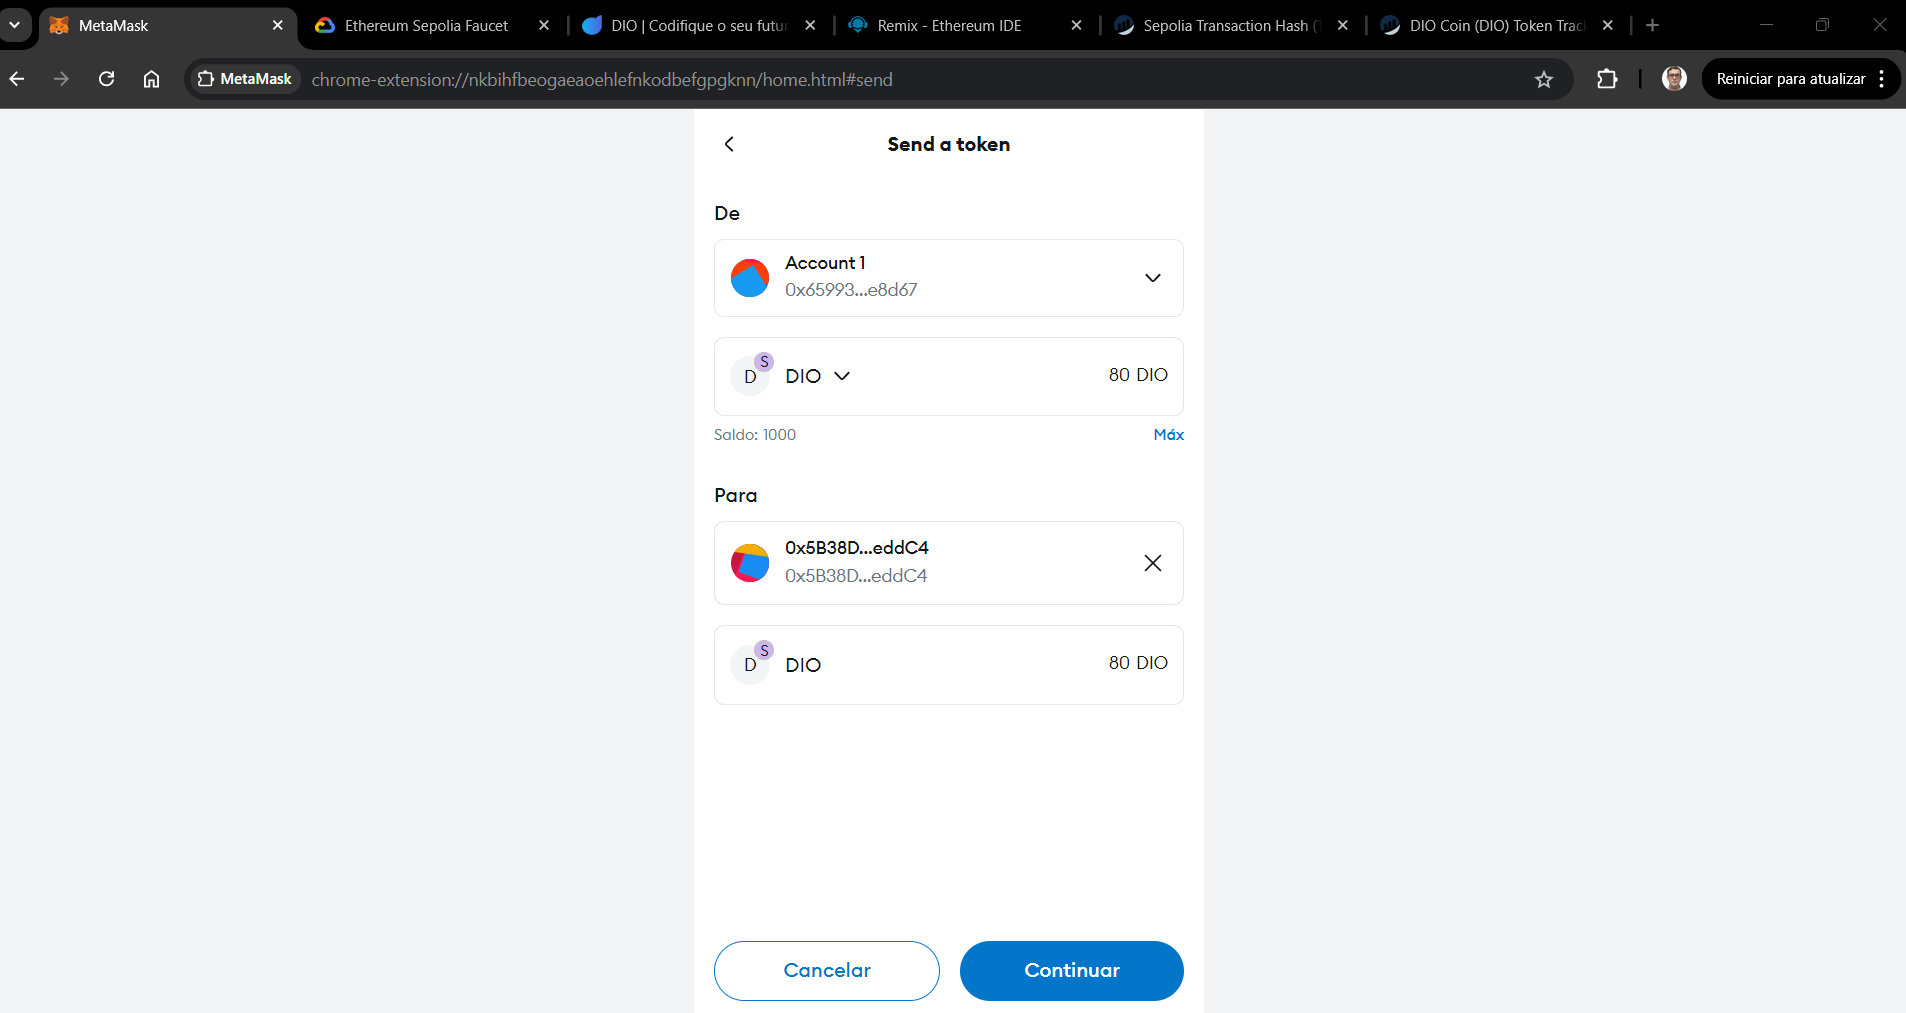 MetaMask
Ethereum Sepolia Faucet
DIO | Codifique o seu futur
Remix - Ethereum IDE
Sepolia Transaction Hash (
DIO Coin (DIO) Token Trac
MetaMask
chrome-extension://nkbihfbeogaeaoehlefnkodbefgpgknn/home.html#send
Reiniciar para atualizar
Send a token
De
Account 1
0x65993...e8d67
S
D
DIO
80 DIO
Saldo: 1000
Máx
Para
0x5B38D...eddC4
0x5B38D...eddC4
S
D
DIO
80 DIO
Cancelar
Continuar